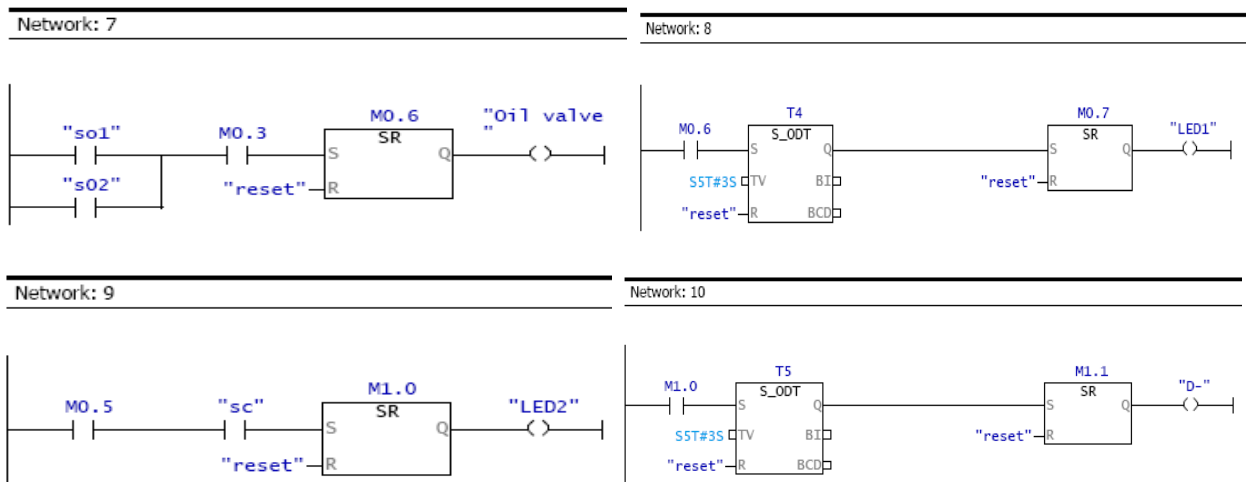 Network: 7
"so1"
M0.3
M0.6
SR
"Oil valve
"
S
Q
"s02"
"reset"
R
Network: 8
M0.6
T4
S_ODT
M0.7
SR
"LED1"
S
Q
S
Q
S5T#3S
TV
BI
"reset"
R
"reset"
R
BCD
Network: 9
M0.5
"sc"
M1.0
SR
"LED2"
S
Q
"reset"
R
Network: 10
M1.0
T5
S_ODT
M1.1
SR
"D-"
S
Q
S
Q
S5T#3S
TV
BI
"reset"
R
"reset"
R
BCD